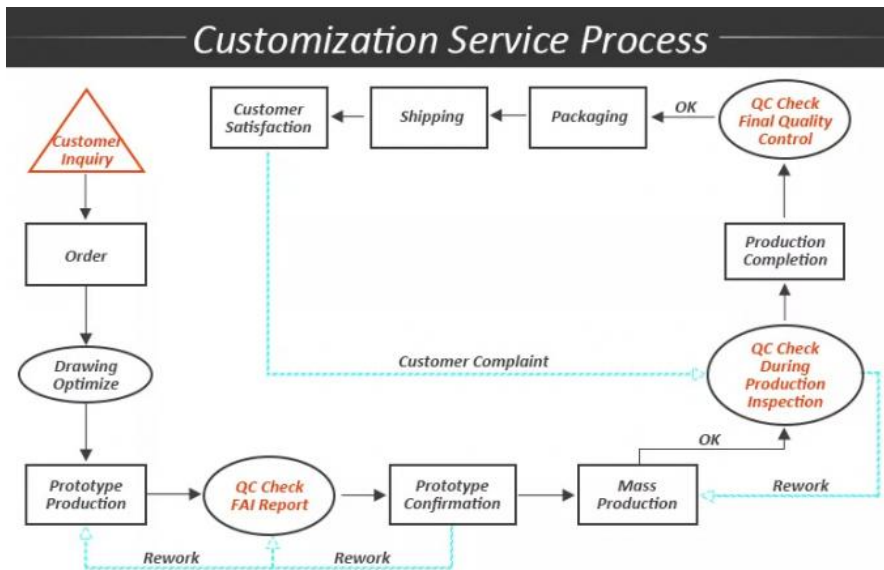 Customization Service Process
Customer
Inquiry
Order
Drawing
Optimize
Prototype
Production
QC Check
FAI Report
Prototype
Confirmation
Mass
Production
OK
QC Check
During
Production
Inspection
Production
Completion
QC Check
Final Quality
Control
OK
Packaging
Shipping
Customer
Satisfaction
Customer Complaint
Rework
Rework
Rework